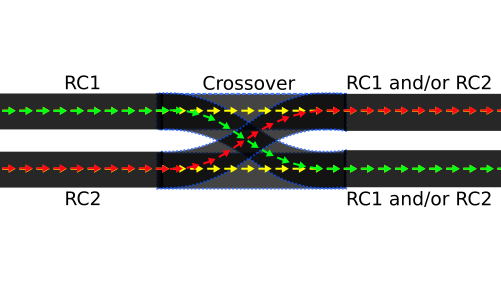 RC1
Crossover
RC1 and/or RC2
RC2
RC1 and/or RC2